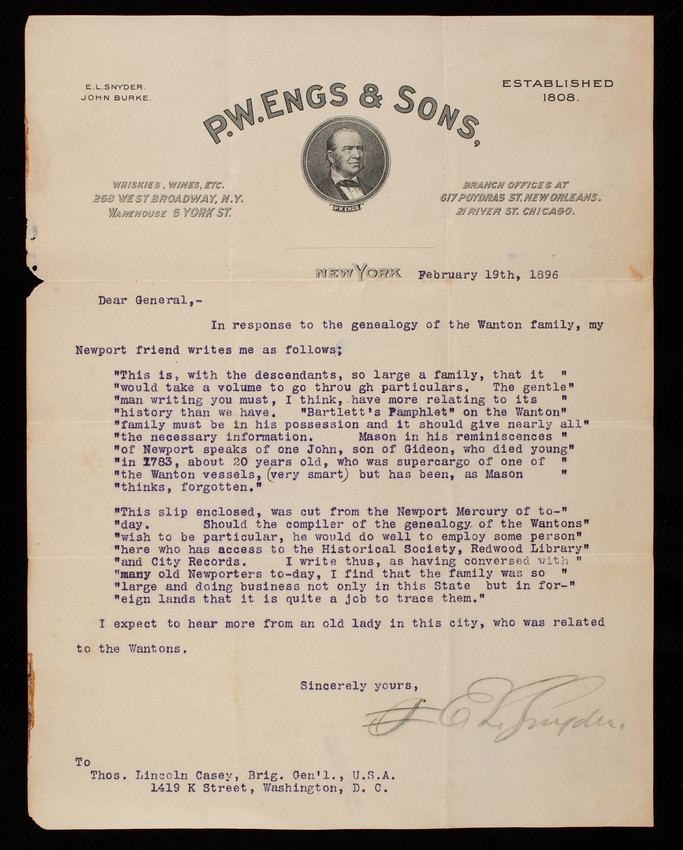 E.L.SNYDER.
JOHN BURKE.
P.W.ENGS & SONS,
ESTABLISHED
1808.
P.W.ENGS
WHISKIES, WINES, ETC.
268 WEST BROADWAY, N.Y.
WAREHOUSE 6 YORK ST.
BRANCH OFFICES AT
617 POYDRAS ST. NEW ORLEANS.
21 RIVER ST. CHICAGO.
NEW YORK February 19th, 1896
Dear General,-
In response to the genealogy of the Wanton family, my
Newport friend writes me as follows;
"This is, with the descendants, so large a family, that it "
"would take a volume to go throu gh particulars. The gentle"
"man writing you must, I think, have more relating to its "
"history than we have. "Bartlett's Pamphlet" on the Wanton"
"family must be in his possession and it should give nearly all"
"the necessary information. Mason in his reminiscences "
"of Newport speaks of one John, son of Gideon, who died young"
"in 1783, about 20 years old, who was supercargo of one of "
"the Wanton vessels, (very smart) but has been, as Mason "
"thinks, forgotten."
"This slip enclosed, was cut from the Newport Mercury of to-"
"day. Should the compiler of the genealogy of the Wantons"
"wish to be particular, he would do well to employ some person"
"here who has access to the Historical Society, Redwood Library"
"and City Records. I write thus, as having conversed with "
"many old Newporters to-day, I find that the family was so "
"large and doing business not only in this State but in for-"
"eign lands that it is quite a job to trace them."
I expect to hear more from an old lady in this city, who was related
to the Wantons.
Sincerely yours,
E L Snyder.
To
Thos. Lincoln Casey, Brig. Gen'l., U.S.A.
1419 K Street, Washington, D. C.